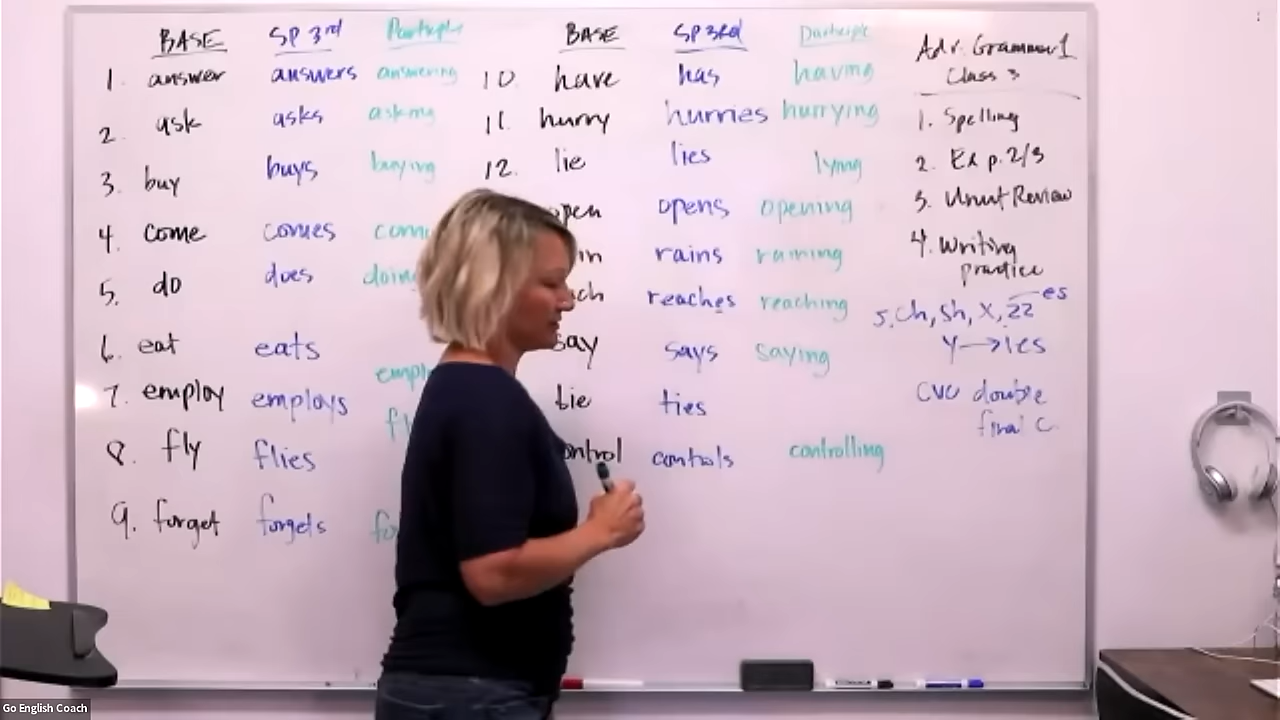 BASE SP 3rd Participle
1. answer answers answering
2. ask asks asking
3. buy buys buying
4. come comes
5. do does
6. eat eats
7. employ employs
8. fly flies
9. forget forgets
BASE SP 3rd Participle
10. have has having
11. hurry hurries hurrying
12. lie lies lying
opens opening
rains raining
reaches reaching
say says saying
tie ties
controls controlling
Adv. Grammar 1
Class 3
1. Spelling
2. Ex p. 2/3
3. Unit Review
4. Writing
practice
s, ch, sh, x, zz es
Y → ies
CVC double
final C
Go English Coach